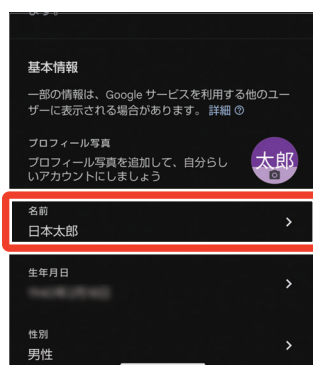 基本情報
一部の情報は、Google サービスを利用する他のユー
ザーに表示される場合があります。 詳細
プロフィール写真
プロフィール写真を追加して、自分らし
いアカウントにしましょう
太郎
名前
日本太郎
生年月日
性別
男性